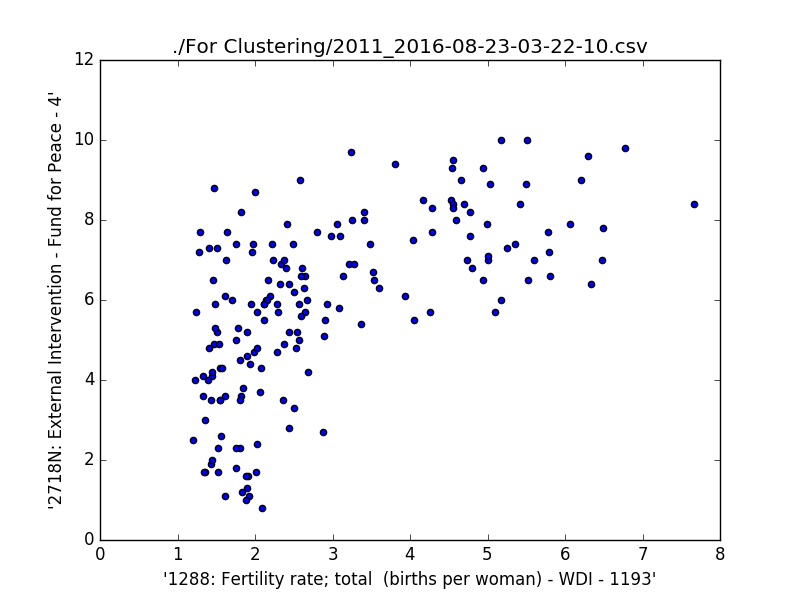 ./For Clustering/2011_2016-08-23-03-22-10.csv
12
10
8
6
4
2
0
'2718N: External Intervention - Fund for Peace - 4'
0 1 2 3 4 5 6 7 8
'1288: Fertility rate; total  (births per woman) - WDI - 1193'